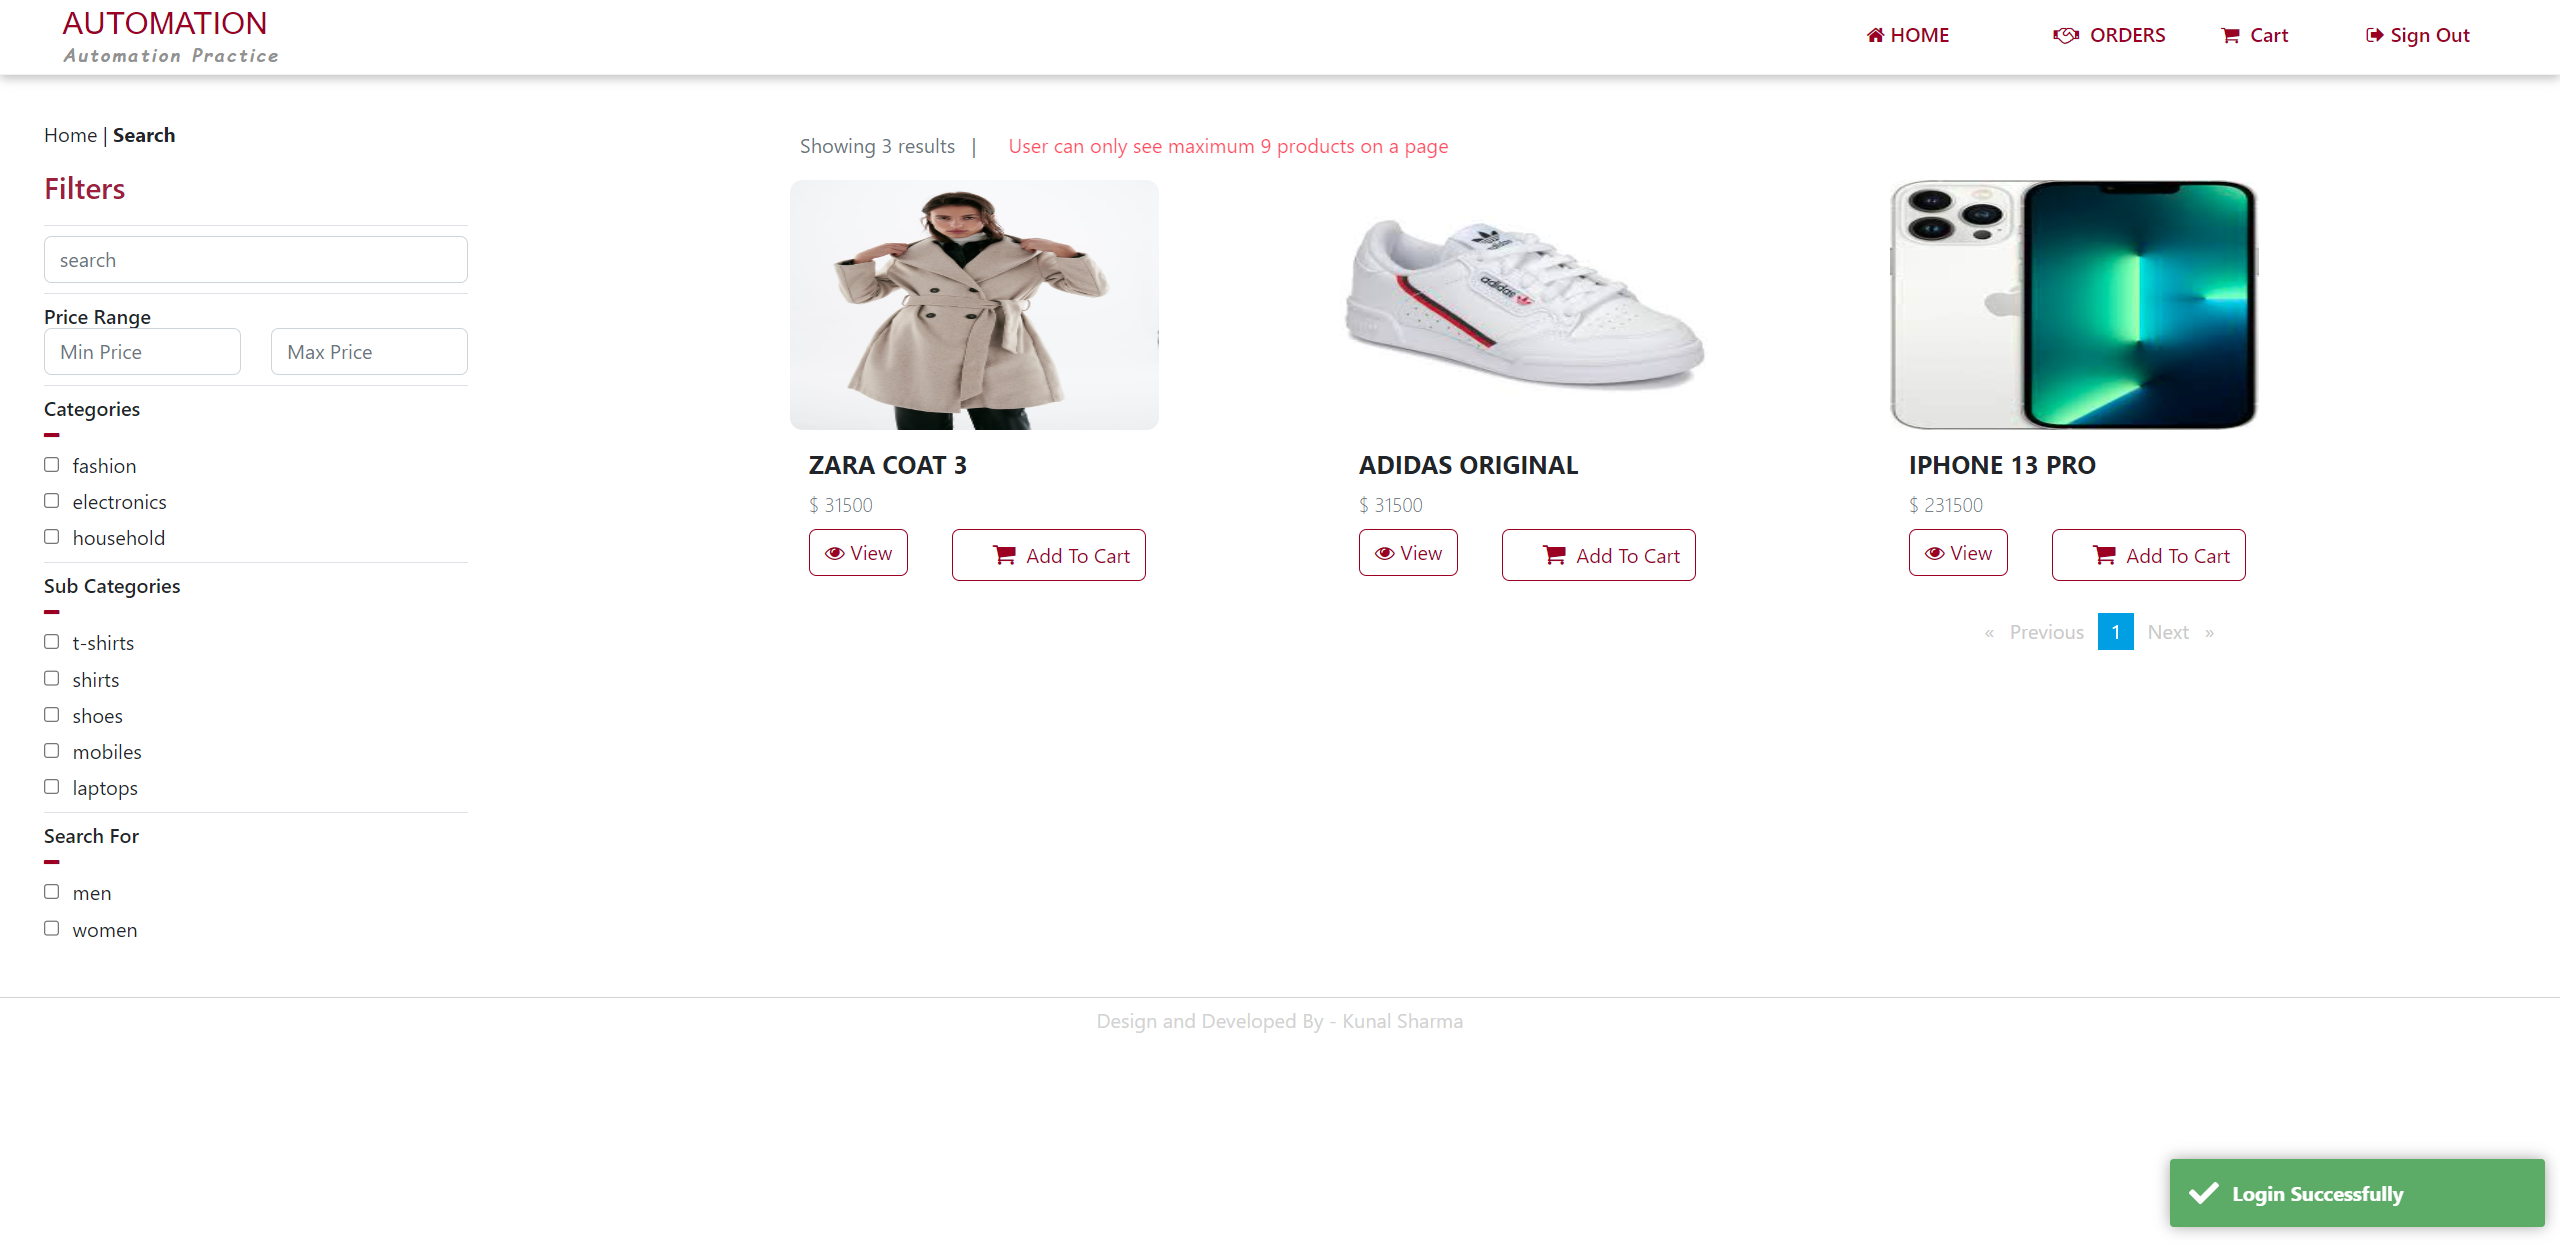 AUTOMATION
Automation Practice
HOME
ORDERS
Cart
Sign Out
Home | Search
Filters
search
Price Range
Min Price
Max Price
Categories
fashion
electronics
household
Sub Categories
t-shirts
shirts
shoes
mobiles
laptops
Search For
men
women
Showing 3 results |
User can only see maximum 9 products on a page
ZARA COAT 3
$ 31500
View
Add To Cart
adidas
adidas
ADIDAS ORIGINAL
$ 31500
View
Add To Cart
IPHONE 13 PRO
$ 231500
View
Add To Cart
« Previous 1 Next »
Design and Developed By - Kunal Sharma
Login Successfully